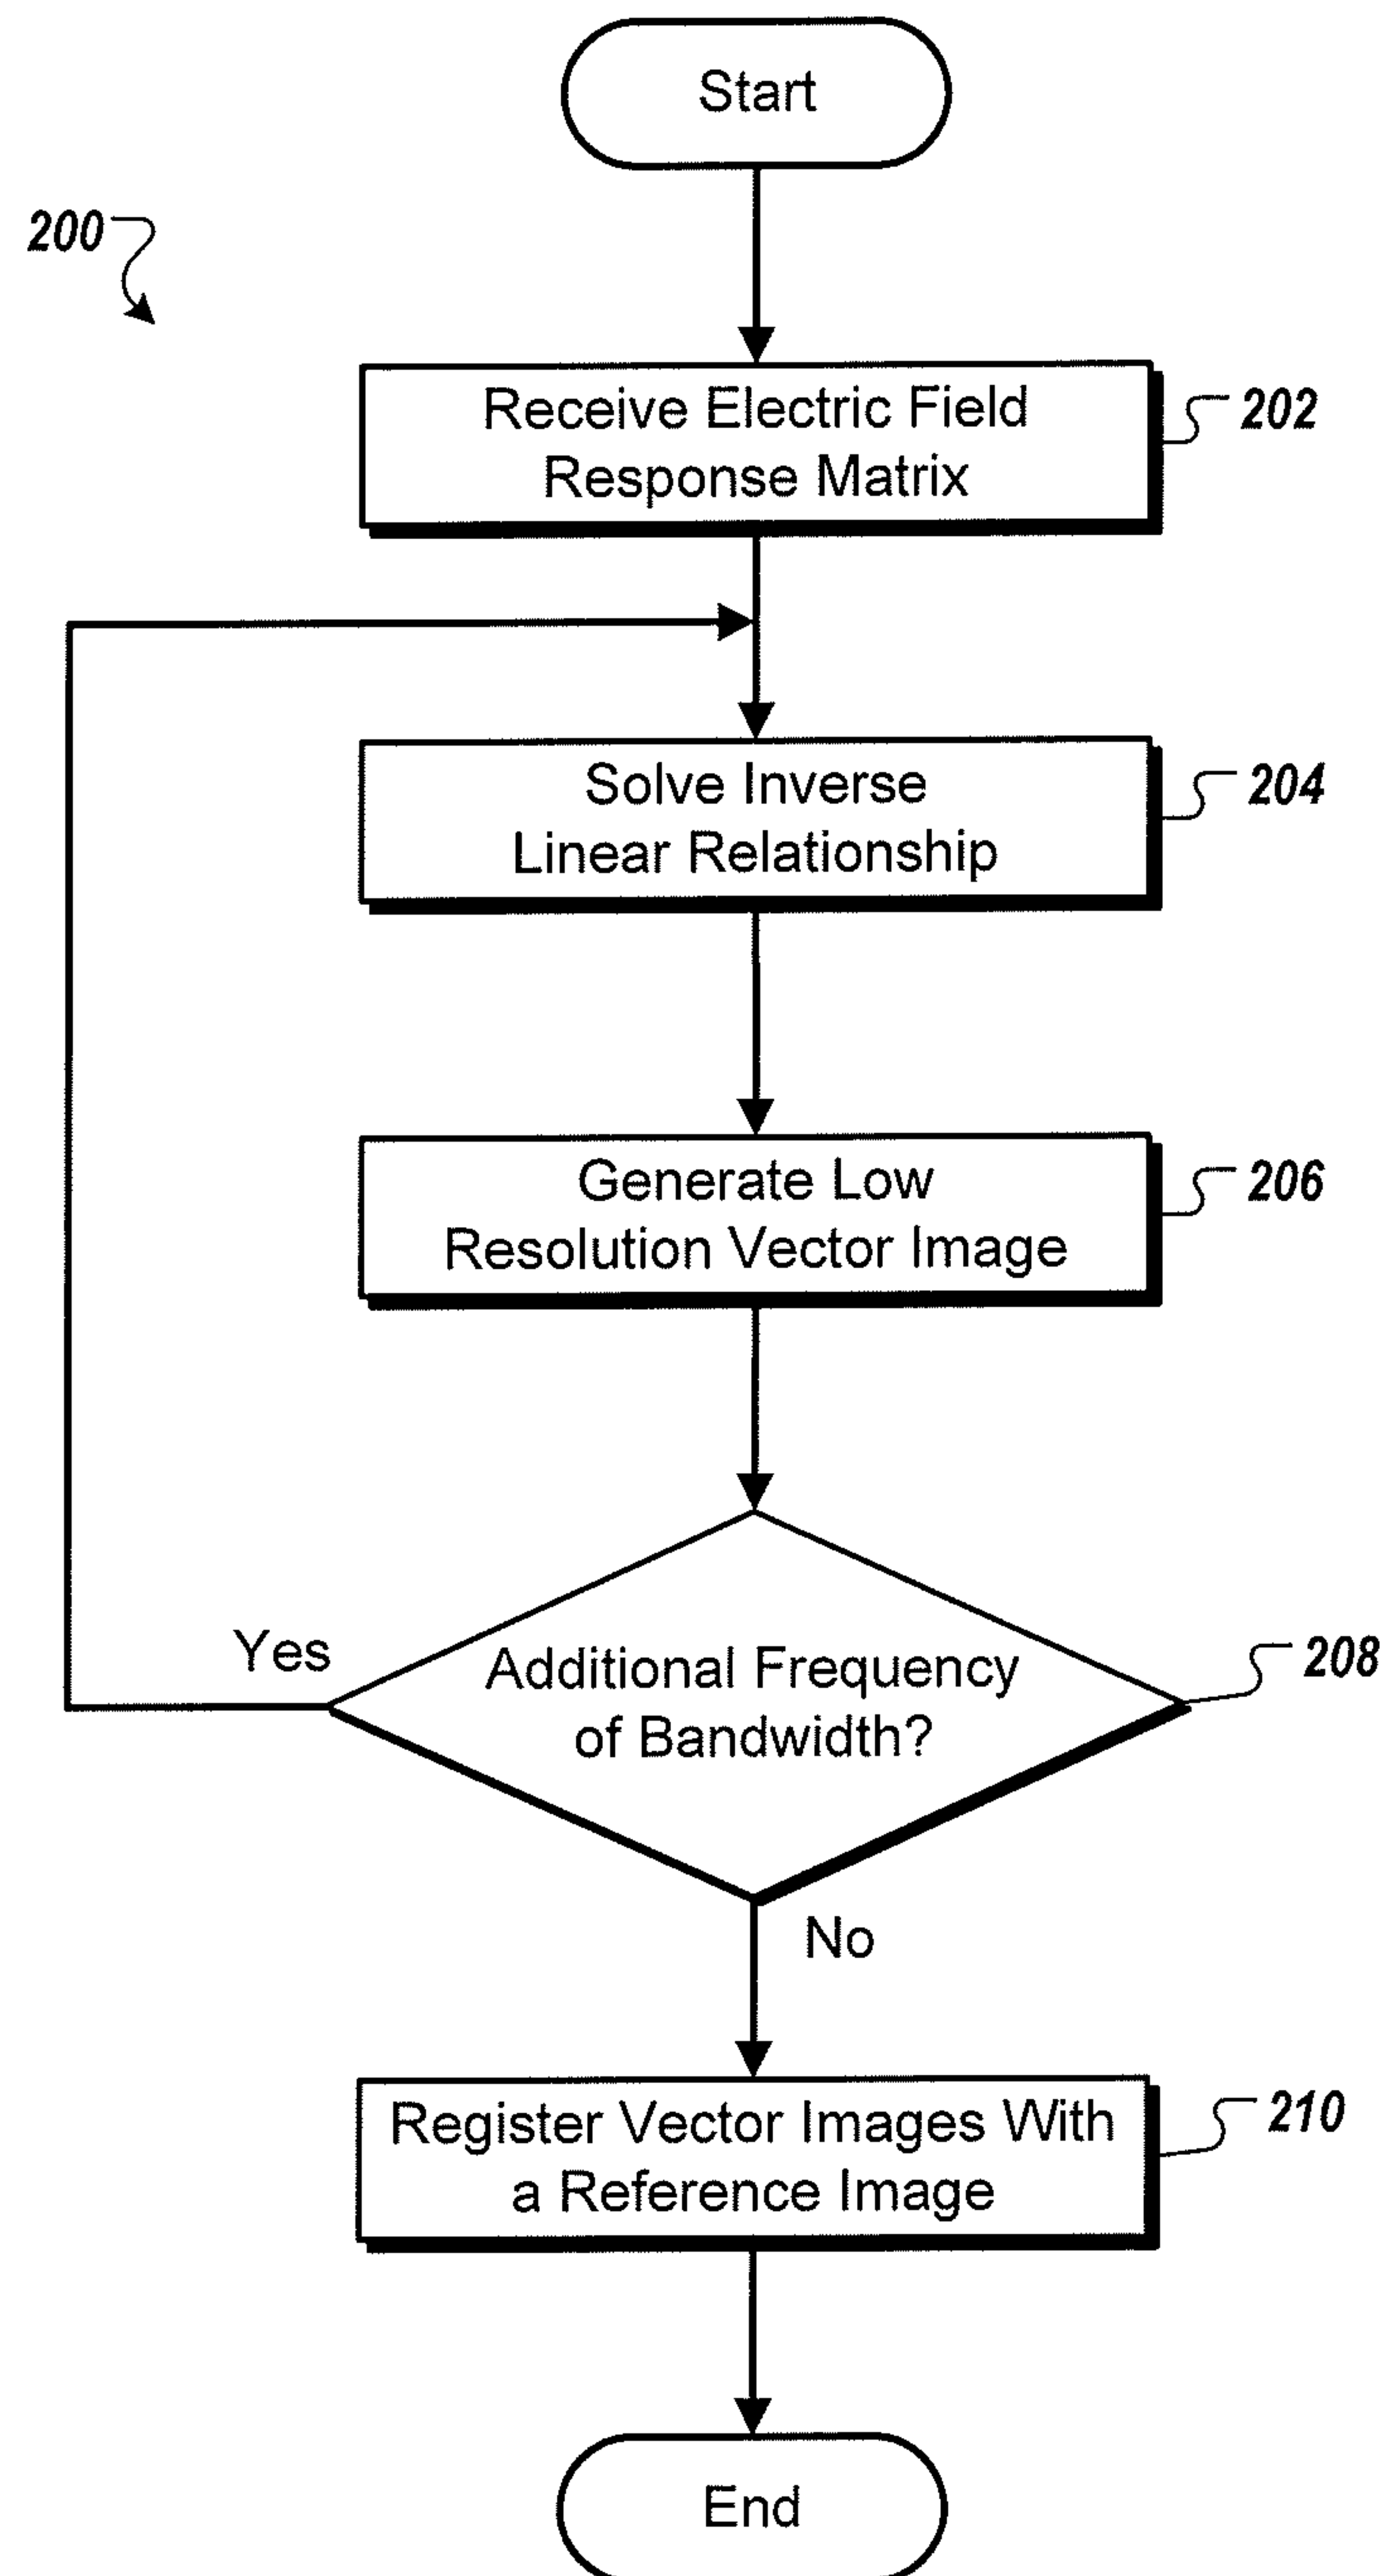 Start
200
Receive Electric Field
Response Matrix
202
Solve Inverse
Linear Relationship
204
Generate Low
Resolution Vector Image
206
Yes
Additional Frequency
of Bandwidth?
208
No
Register Vector Images With
a Reference Image
210
End